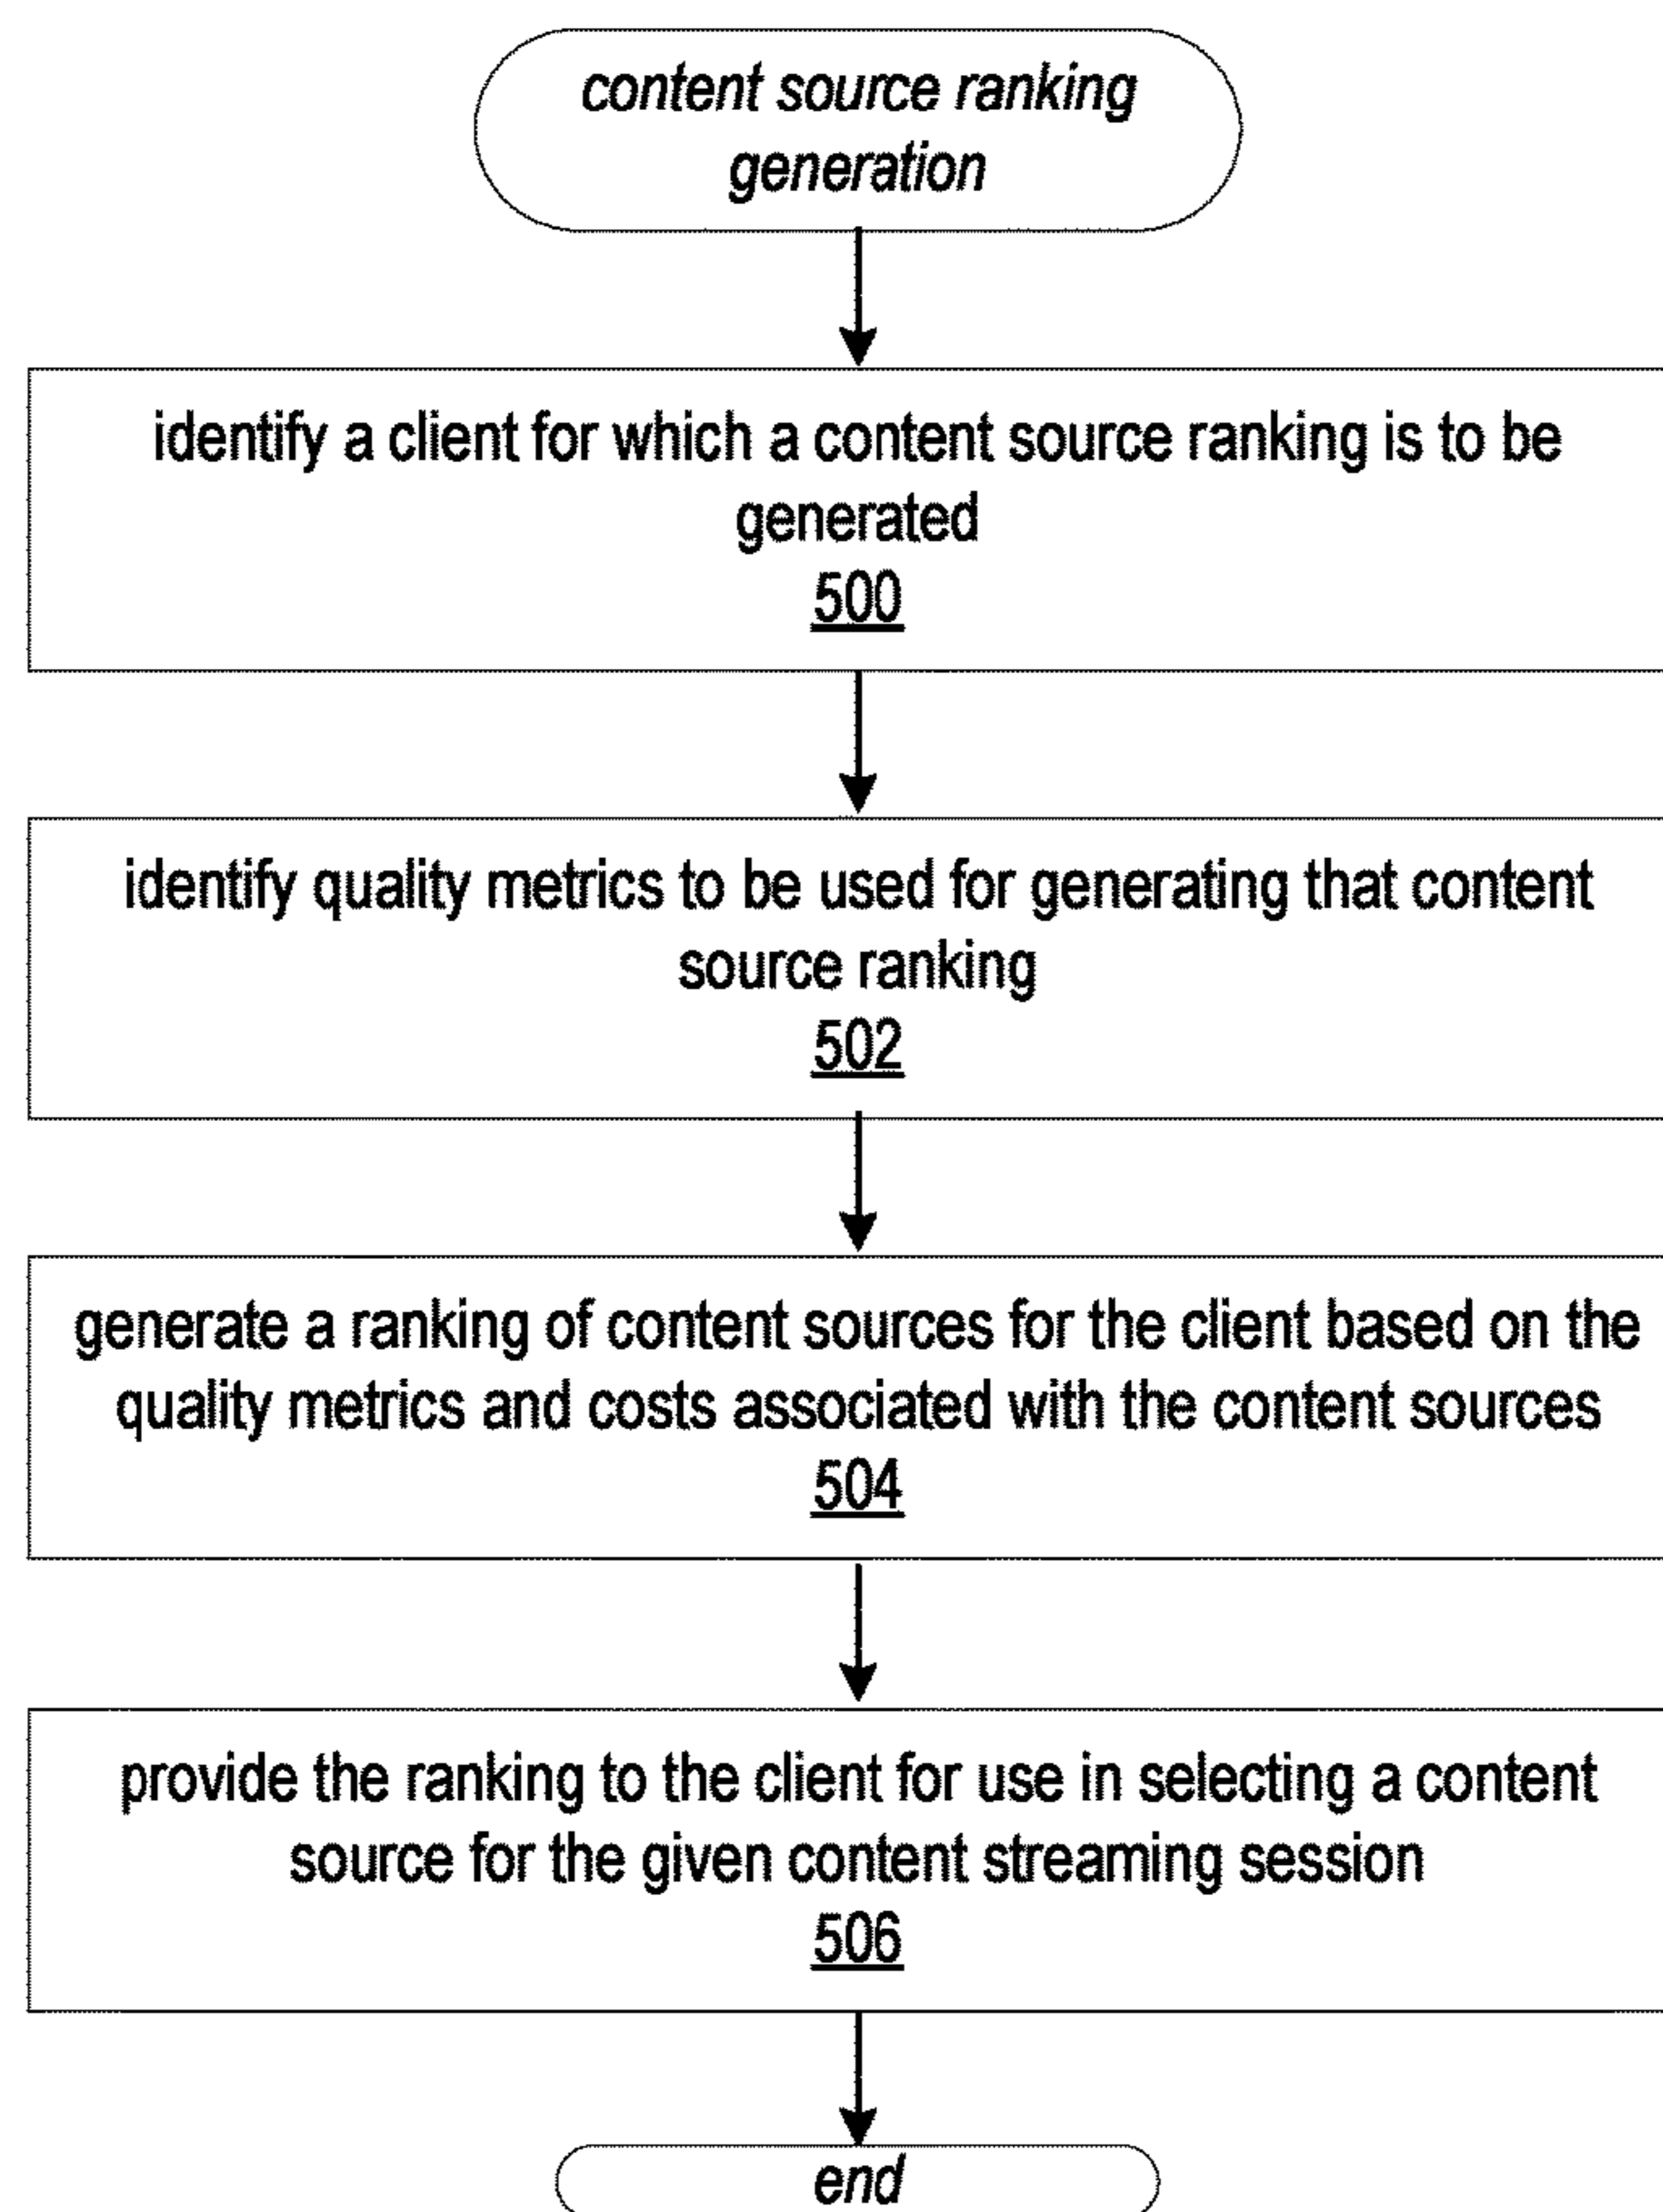 content source ranking
generation
identify a client for which a content source ranking is to be
generated
500
identify quality metrics to be used for generating that content
source ranking
502
generate a ranking of content sources for the client based on the
quality metrics and costs associated with the content sources
504
provide the ranking to the client for use in selecting a content
source for the given content streaming session
506
end